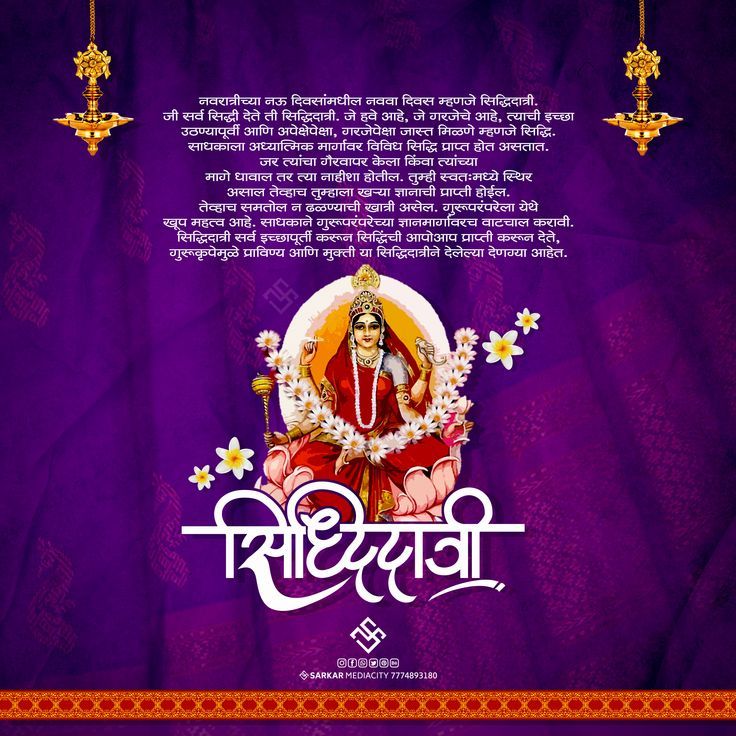 नवरात्रीच्या नऊ दिवसांमधील नववा दिवस म्हणजे सिद्धिदात्री.
जी सर्व सिद्धी देते ती सिद्धिदात्री. जे हवे आहे, जे गरजेचे आहे, त्याची इच्छा
उठण्यापूर्वी आणि अपेक्षेपेक्षा, गरजेपेक्षा जास्त मिळणे म्हणजे सिद्धि.
साधकाला अध्यात्मिक मार्गावर विविध सिद्धि प्राप्त होत असतात.
जर त्यांचा गैरवापर केला किंवा त्यांच्या
मागे धावाल तर त्या नाहीशा होतील. तुम्ही स्वतःमध्ये स्थिर
असाल तेव्हाच तुम्हाला खऱ्या ज्ञानाची प्राप्ती होईल.
तेव्हाच समतोल न ढळण्याची खात्री असेल. गुरूपरंपरेला येथे
खूप महत्व आहे. साधकाने गुरूपरंपरेच्या ज्ञानमार्गावरच वाटचाल करावी.
सिद्धिदात्री सर्व इच्छापूर्ती करून सिद्धिंची आपोआप प्राप्ती करून देते,
गुरूकृपेमुळे प्राविण्य आणि मुक्ती या सिद्धिदात्रीने देलेल्या देणग्या आहेत.
सिध्दिदात्री
SARKAR MEDIACITY 7774893180